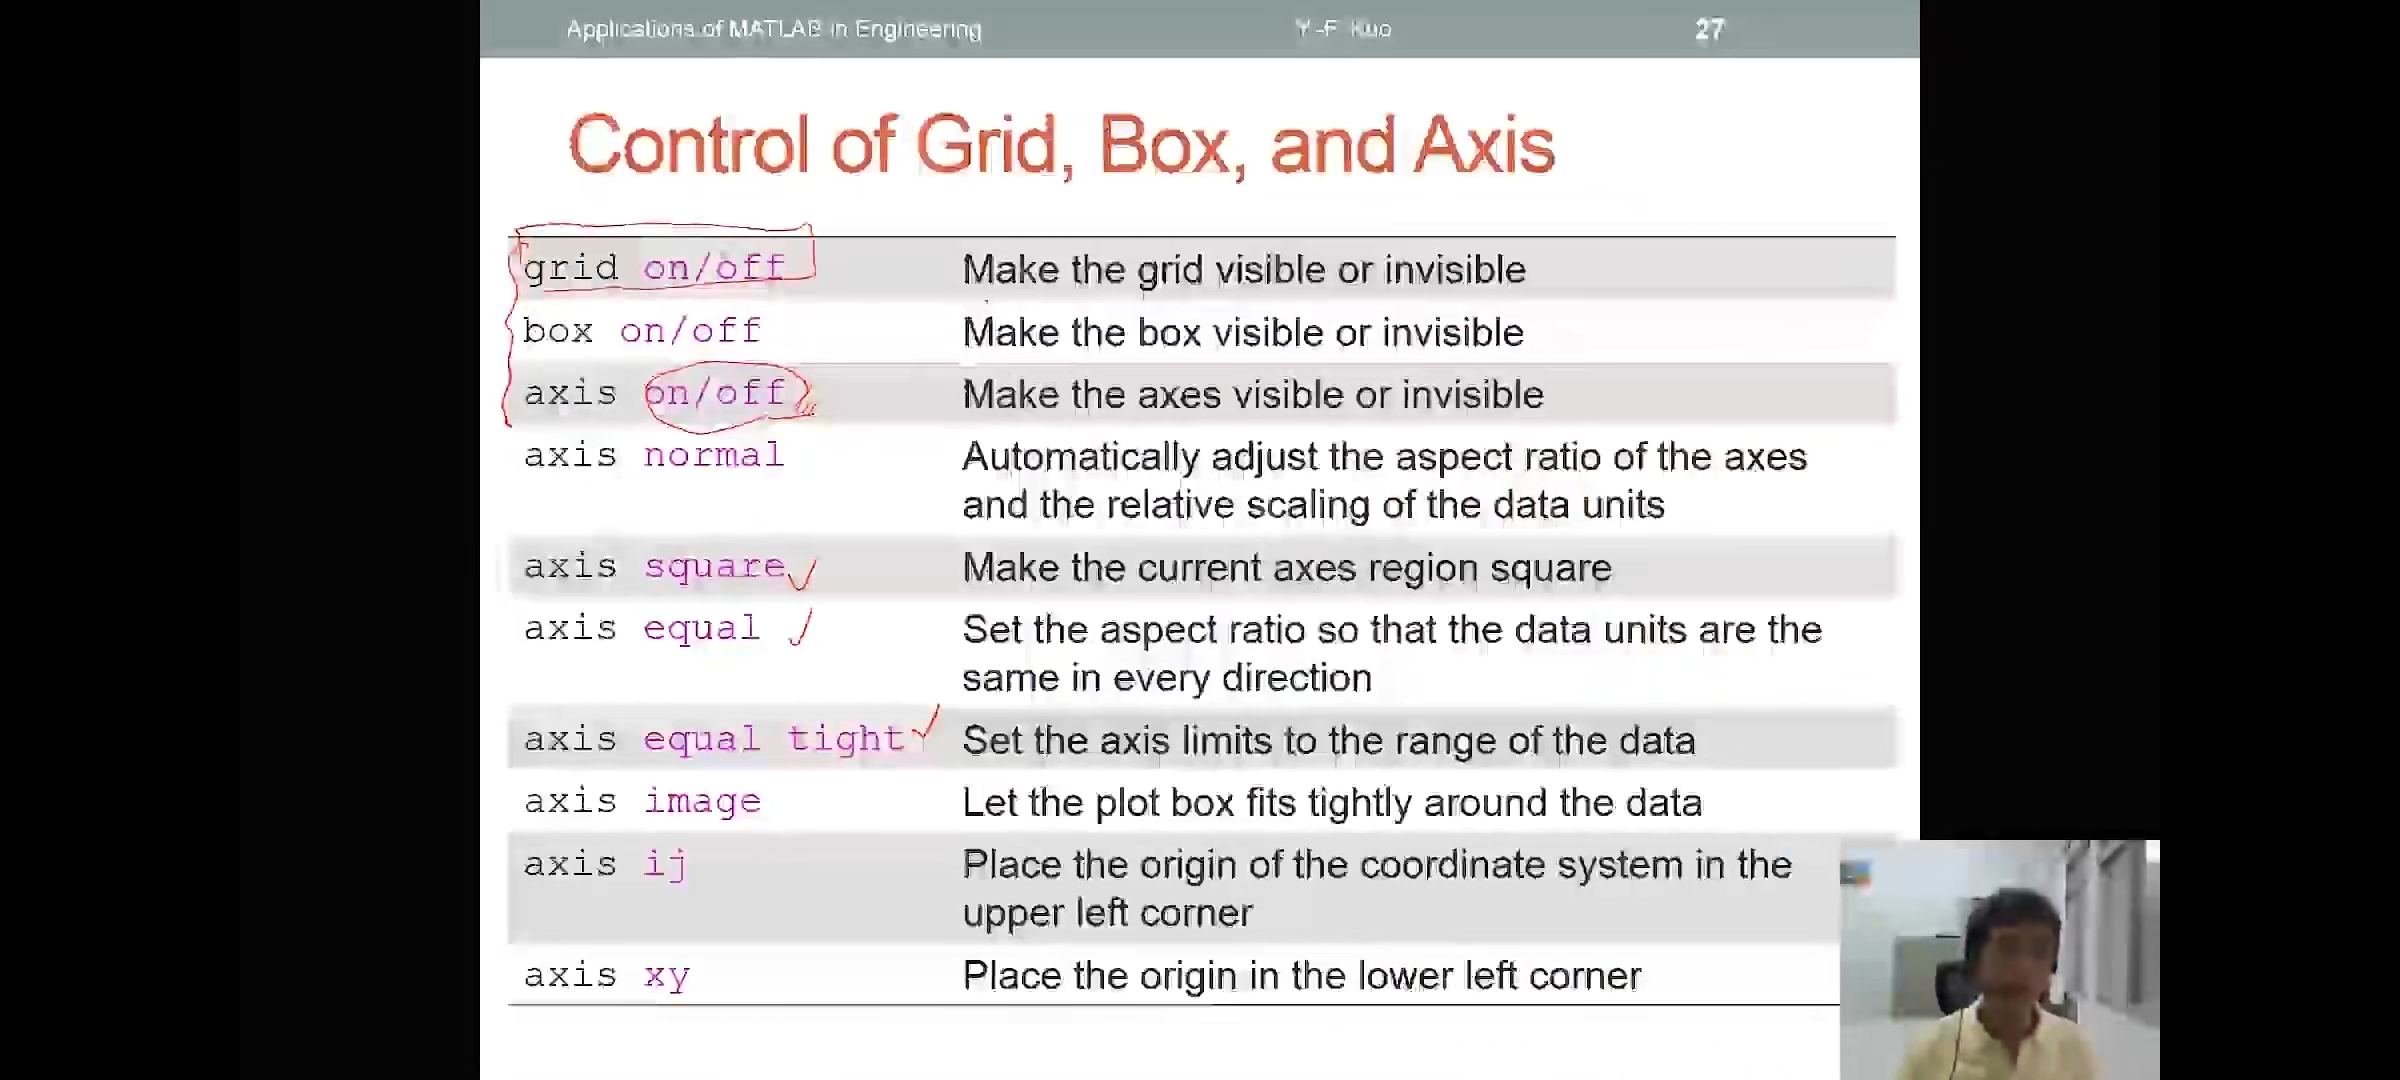 Applications of MATLAB in Engineering Y.-F. Kuo 27
Control of Grid, Box, and Axis
grid on/off Make the grid visible or invisible
box on/off Make the box visible or invisible
axis on/off Make the axes visible or invisible
axis normal Automatically adjust the aspect ratio of the axes
and the relative scaling of the data units
axis square Make the current axes region square
axis equal Set the aspect ratio so that the data units are the
same in every direction
axis equal tight Set the axis limits to the range of the data
axis image Let the plot box fits tightly around the data
axis ij Place the origin of the coordinate system in the
upper left corner
axis xy Place the origin in the lower left corner